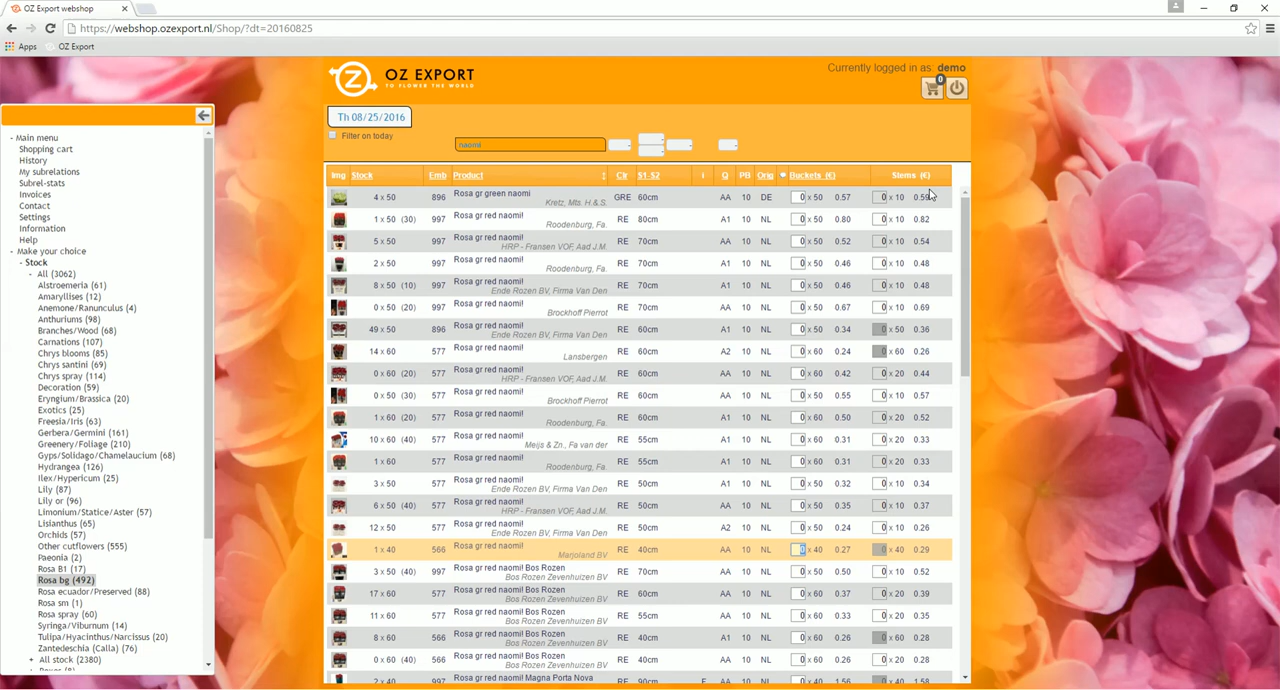 OZ Export webshop
https://webshop.ozexport.nl/Shop/?dt=20160825
Apps OZ Export
OZ EXPORT
TO FLOWER THE WORLD
Currently logged in as demo
0
Th 08/25/2016
Filter on today
naomi
Main menu
Shopping cart
History
My subrelations
Subrel-stats
Invoices
Contact
Settings
Information
Help
Make your choice
Stock
All (3062)
Alstroemeria (61)
Amaryllises (12)
Anemone/Ranunculus (4)
Anthuriums (98)
Branches/Wood (68)
Carnations (107)
Chrys blooms (85)
Chrys santini (69)
Chrys spray (114)
Decoration (59)
Eryngium/Brassica (20)
Exotics (25)
Freesia/Iris (63)
Gerbera/Germini (161)
Greenery/Foliage (210)
Gyps/Solidago/Chamelaucium (68)
Hydrangea (126)
Ilex/Hypericum (25)
Lily (87)
Lily or (96)
Limonium/Statice/Aster (57)
Lisianthus (65)
Orchids (57)
Other cutflowers (555)
Paeonia (2)
Rosa B1 (17)
Rosa bg (492)
Rosa ecuador/Preserved (88)
Rosa sm (1)
Rosa spray (60)
Syringa/Viburnum (14)
Tulipa/Hyacinthus/Narcissus (20)
Zantedeschia (Calla) (76)
All stock (2380)
Img Stock Emb Product Clr S1-S2 I Q PB Orig Buckets (€) Stems (€)
4 x 50 896 Rosa gr green naomi GRE 60cm AA 10 DE 0 x 50 0.57 0 x 10 0.59
Kretz, Mts. H.&S.
1 x 50 (30) 997 Rosa gr red naomi! RE 80cm A1 10 NL 0 x 50 0.80 0 x 10 0.82
Roodenburg, Fa.
5 x 50 997 Rosa gr red naomi! RE 70cm AA 10 NL 0 x 50 0.52 0 x 10 0.54
HRP - Fransen VOF, Aad J.M.
2 x 50 997 Rosa gr red naomi! RE 70cm A1 10 NL 0 x 50 0.46 0 x 10 0.48
Roodenburg, Fa.
8 x 50 (10) 997 Rosa gr red naomi! RE 70cm A1 10 NL 0 x 50 0.46 0 x 10 0.48
Ende Rozen BV, Firma Van Den
0 x 50 (20) 997 Rosa gr red naomi! RE 70cm AA 10 NL 0 x 50 0.67 0 x 10 0.69
Brockhoff Pierrot
49 x 50 896 Rosa gr red naomi! RE 60cm A1 10 NL 0 x 50 0.34 0 x 50 0.36
Ende Rozen BV, Firma Van Den
14 x 60 577 Rosa gr red naomi! RE 60cm A2 10 NL 0 x 60 0.24 0 x 60 0.26
Lansbergen
0 x 60 (20) 577 Rosa gr red naomi! RE 60cm AA 10 NL 0 x 60 0.42 0 x 20 0.44
HRP - Fransen VOF, Aad J.M.
0 x 50 (30) 577 Rosa gr red naomi! RE 60cm AA 10 NL 0 x 50 0.55 0 x 10 0.57
Brockhoff Pierrot
1 x 60 (20) 577 Rosa gr red naomi! RE 60cm A1 10 NL 0 x 60 0.50 0 x 20 0.52
Roodenburg, Fa.
10 x 60 (40) 577 Rosa gr red naomi! RE 55cm AA 10 NL 0 x 60 0.31 0 x 20 0.33
Meijs & Zn., Fa van der
1 x 60 577 Rosa gr red naomi! RE 55cm A1 10 NL 0 x 60 0.31 0 x 20 0.33
Roodenburg, Fa.
3 x 50 577 Rosa gr red naomi! RE 55cm A1 10 NL 0 x 50 0.32 0 x 10 0.34
Ende Rozen BV, Firma Van Den
6 x 50 (40) 577 Rosa gr red naomi! RE 55cm AA 10 NL 0 x 50 0.35 0 x 10 0.37
HRP - Fransen VOF, Aad J.M.
12 x 50 577 Rosa gr red naomi! RE 50cm A2 10 NL 0 x 50 0.24 0 x 10 0.26
Ende Rozen BV, Firma Van Den
1 x 40 566 Rosa gr red naomi! RE 40cm AA 10 NL 0 x 40 0.27 0 x 40 0.29
Marjoland BV
3 x 50 (40) 997 Rosa gr red naomi! Bos Rozen RE 70cm AA 10 NL 0 x 50 0.50 0 x 10 0.52
Bos Rozen Zevenhuizen BV
17 x 60 577 Rosa gr red naomi! Bos Rozen RE 60cm AA 10 NL 0 x 60 0.37 0 x 20 0.39
Bos Rozen Zevenhuizen BV
11 x 60 577 Rosa gr red naomi! Bos Rozen RE 55cm AA 10 NL 0 x 60 0.33 0 x 20 0.35
Bos Rozen Zevenhuizen BV
8 x 60 566 Rosa gr red naomi! Bos Rozen RE 40cm A1 10 NL 0 x 60 0.26 0 x 60 0.28
Bos Rozen Zevenhuizen BV
0 x 60 (40) 566 Rosa gr red naomi! Bos Rozen RE 40cm AA 10 NL 0 x 60 0.26 0 x 20 0.28
Bos Rozen Zevenhuizen BV
2 x 40 997 Rosa gr red naomi! Magna Porta Nova RE 90cm AA 10 NL 0 x 40 1.56 0 x 10 1.58